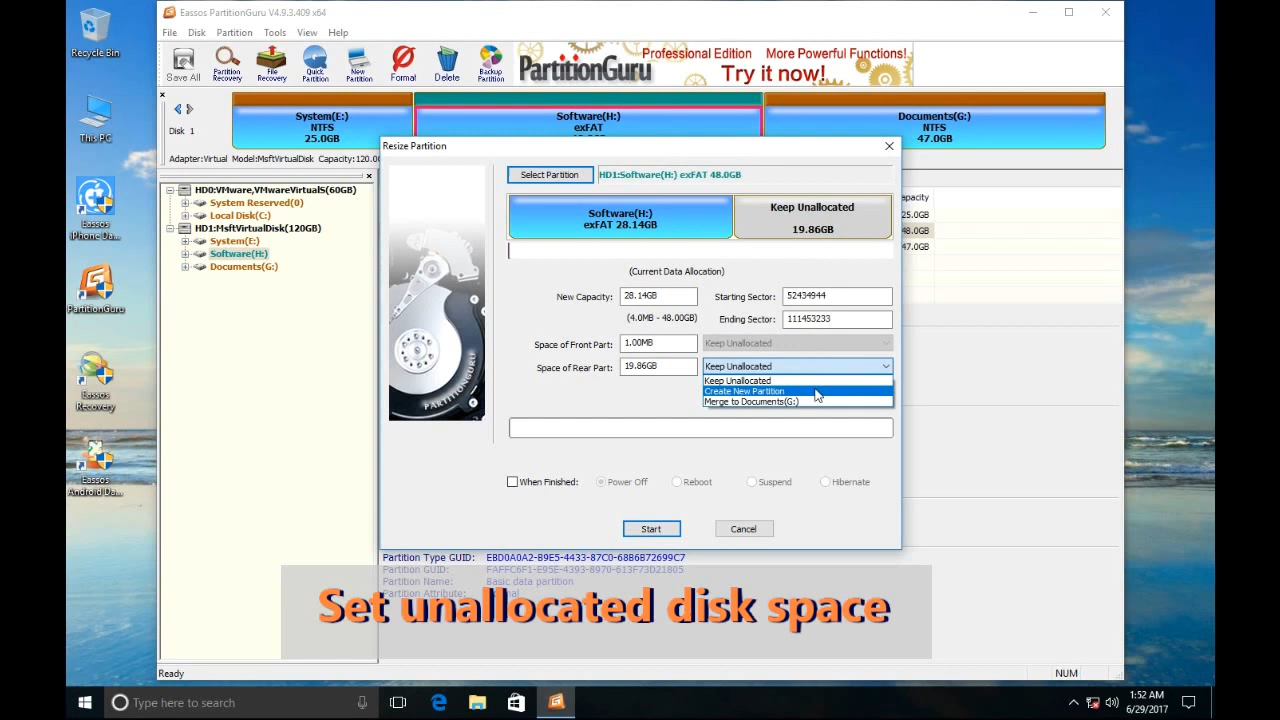 Recycle Bin
This PC
Eassos
iPhone Da...
PartitionGuru
Eassos
Recovery
Eassos
Android Da...
Eassos PartitionGuru V4.9.3.409 x64
File Disk Partition Tools View Help
Save All
Partition
Recovery
File
Recovery
Quick
Partition
New
Partition
Format
Delete
Backup
Partition
PartitionGuru
Professional Edition More Powerful Functions!
Try it now!
Disk 1
System(E:)
NTFS
25.0GB
Software(H:)
exFAT
Documents(G:)
NTFS
47.0GB
Adapter:Virtual Model:MsftVirtualDisk Capacity:120.0
HD0:VMware,VMwareVirtualS(60GB)
System Reserved(0)
Local Disk(C:)
HD1:MsftVirtualDisk(120GB)
System(E:)
Software(H:)
Documents(G:)
apacity
25.0GB
48.0GB
47.0GB
Resize Partition
Select Partition HD1:Software(H:) exFAT 48.0GB
Software(H:)
exFAT 28.14GB
Keep Unallocated
19.86GB
(Current Data Allocation)
New Capacity: 28.14GB Starting Sector: 52434944
(4.0MB - 48.00GB) Ending Sector: 111453233
Space of Front Part: 1.00MB Keep Unallocated
Space of Rear Part: 19.86GB Keep Unallocated
Keep Unallocated
Create New Partition
Merge to Documents(G:)
When Finished: Power Off Reboot Suspend Hibernate
Start Cancel
PARTITIONGURU
Partition Type GUID: EBD0A0A2-B9E5-4433-87C0-68B6B72699C7
Partition GUID: FAFFC6F1-E95E-4393-8970-613F73D21805
Partition Name: Basic data partition
Partition Attribute: Normal
Set unallocated disk space
Ready NUM
Type here to search
1:52 AM
6/29/2017